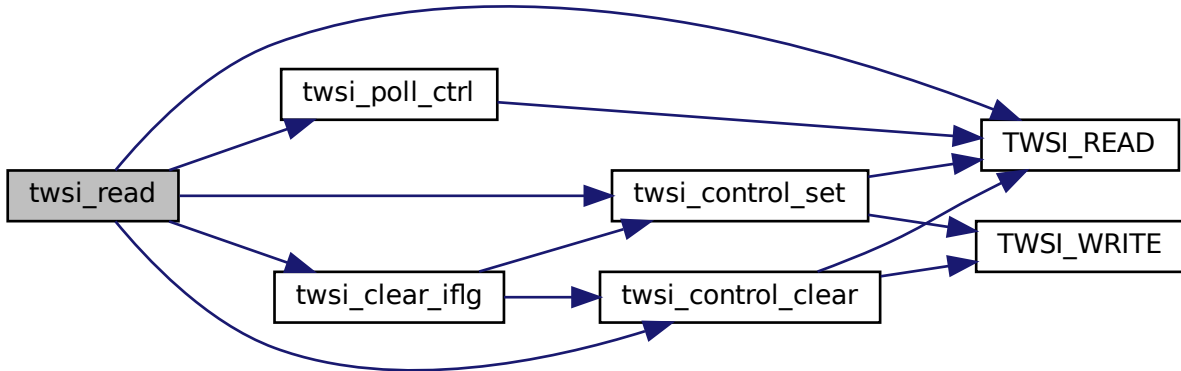 twsi_poll_ctrl
TWSI_READ
twsi_read
twsi_control_set
TWSI_WRITE
twsi_clear_iflg
twsi_control_clear